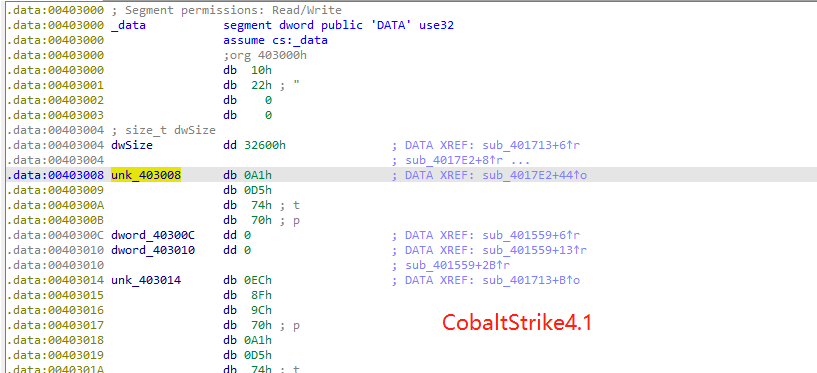 .data:00403000 ; Segment permissions: Read/Write
.data:00403000 _data segment dword public 'DATA' use32
.data:00403000 assume cs:_data
.data:00403000 ;org 403000h
.data:00403000 db 10h
.data:00403001 db 22h ; "
.data:00403002 db 0
.data:00403003 db 0
.data:00403004 ; size_t dwSize
.data:00403004 dwSize dd 32600h ; DATA XREF: sub_401713+6↑r
.data:00403004 ; sub_4017E2+8↑r ...
.data:00403008 unk_403008 db 0A1h ; DATA XREF: sub_4017E2+44↑o
.data:00403009 db 0D5h
.data:0040300A db 74h ; t
.data:0040300B db 70h ; p
.data:0040300C dword_40300C dd 0 ; DATA XREF: sub_401559+6↑r
.data:00403010 dword_403010 dd 0 ; DATA XREF: sub_401559+13↑r
.data:00403010 ; sub_401559+2B↑r
.data:00403014 unk_403014 db 0ECh ; DATA XREF: sub_401713+B↑o
.data:00403015 db 8Fh
.data:00403016 db 9Ch
.data:00403017 db 70h ; p
.data:00403018 db 0A1h
.data:00403019 db 0D5h
.data:0040301A db 74h ; t
CobaltStrike4.1